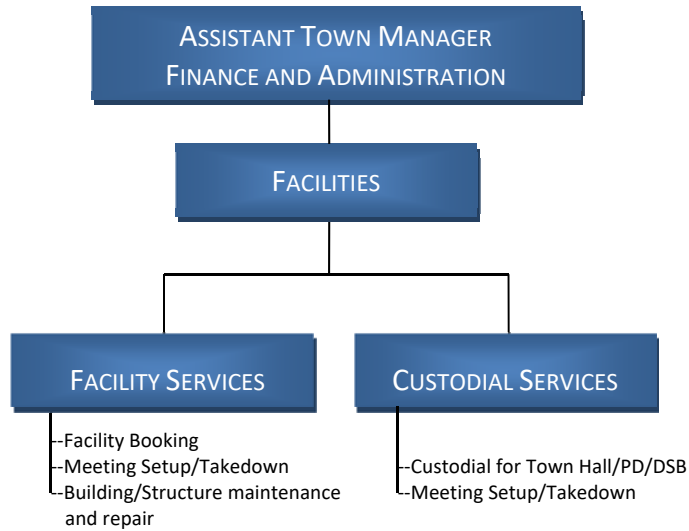 ASSISTANT TOWN MANAGER
FINANCE AND ADMINISTRATION
FACILITIES
FACILITY SERVICES
--Facility Booking
--Meeting Setup/Takedown
--Building/Structure maintenance
and repair
CUSTODIAL SERVICES
--Custodial for Town Hall/PD/DSB
--Meeting Setup/Takedown